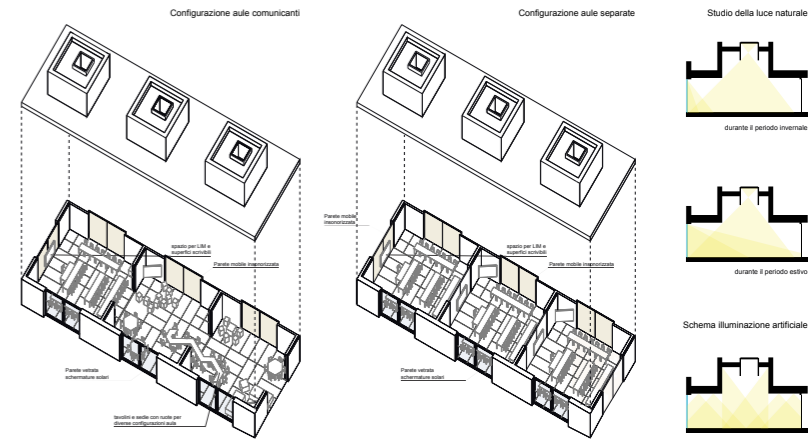 Configurazione aule comunicanti
spazio per LIM e
superfici scrivibili
Parete mobile insonorizzata
Parete vetrata
schermature solari
tavolini e sedie con ruote per
diverse configurazioni aula
Configurazione aule separate
Parete mobile
insonorizzata
spazio per LIM e
superfici scrivibili
Parete mobile insonorizzata
Parete vetrata
schermature solari
Studio della luce naturale
durante il periodo invernale
durante il periodo estivo
Schema illuminazione artificiale